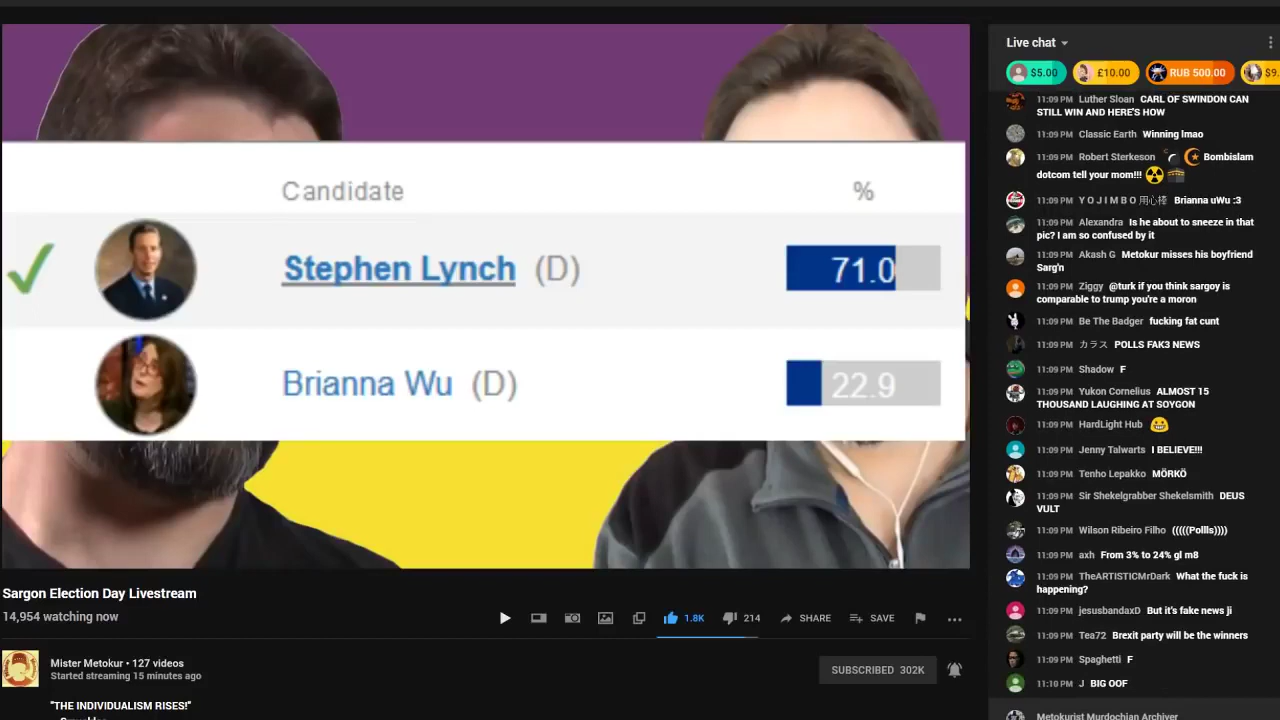 Candidate %
Stephen Lynch (D) 71.0
Brianna Wu (D) 22.9
Sargon Election Day Livestream
14,954 watching now
1.8K 214 SHARE SAVE
Mister Metokur • 127 videos
Started streaming 15 minutes ago
SUBSCRIBED 302K
"THE INDIVIDUALISM RISES!"
Live chat
$5.00 £10.00 RUB 500.00 $9.
11:09 PM Luther Sloan CARL OF SWINDON CAN
STILL WIN AND HERE'S HOW
11:09 PM Classic Earth Winning lmao
11:09 PM Robert Sterkeson Bombislam
dotcom tell your mom!!!
11:09 PM Y O J I M B O 用心棒 Brianna uWu :3
11:09 PM Alexandra Is he about to sneeze in that
pic? I am so confused by it
11:09 PM Akash G Metokur misses his boyfriend
Sarg'n
11:09 PM Ziggy @turk if you think sargoy is
comparable to trump you're a moron
11:09 PM Be The Badger fucking fat cunt
11:09 PM カラス POLLS FAK3 NEWS
11:09 PM Shadow F
11:09 PM Yukon Cornelius ALMOST 15
THOUSAND LAUGHING AT SOYGON
11:09 PM HardLight Hub
11:09 PM Jenny Talwarts I BELIEVE!!!
11:09 PM Tenho Lepakko MÖRKÖ
11:09 PM Sir Shekelgrabber Shekelsmith DEUS
VULT
11:09 PM Wilson Ribeiro Filho (((((Pollls))))
11:09 PM axh From 3% to 24% gl m8
11:09 PM TheARTISTICMrDark What the fuck is
happening?
11:09 PM jesusbandaxD But it's fake news ji
11:09 PM Tea72 Brexit party will be the winners
11:09 PM Spaghetti F
11:10 PM J BIG OOF
Metokurist Murdochian Archiver